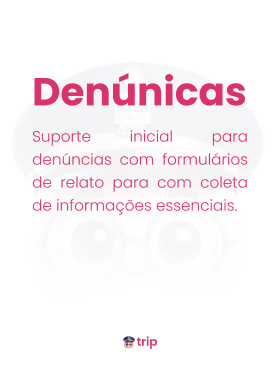 Denúnicas
Suporte inicial para
denúncias com formulários
de relato para com coleta
de informações essenciais.
trip